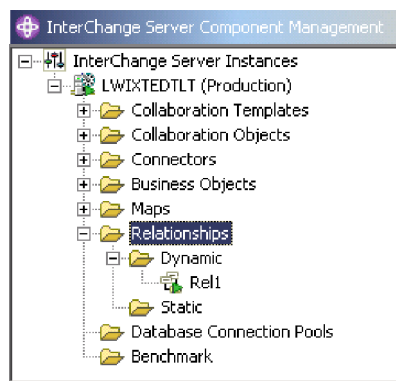 InterChange Server Component Management
InterChange Server Instances
LWIXTEDTLT (Production)
Collaboration Templates
Collaboration Objects
Connectors
Business Objects
Maps
Relationships
Dynamic
Rel1
Static
Database Connection Pools
Benchmark